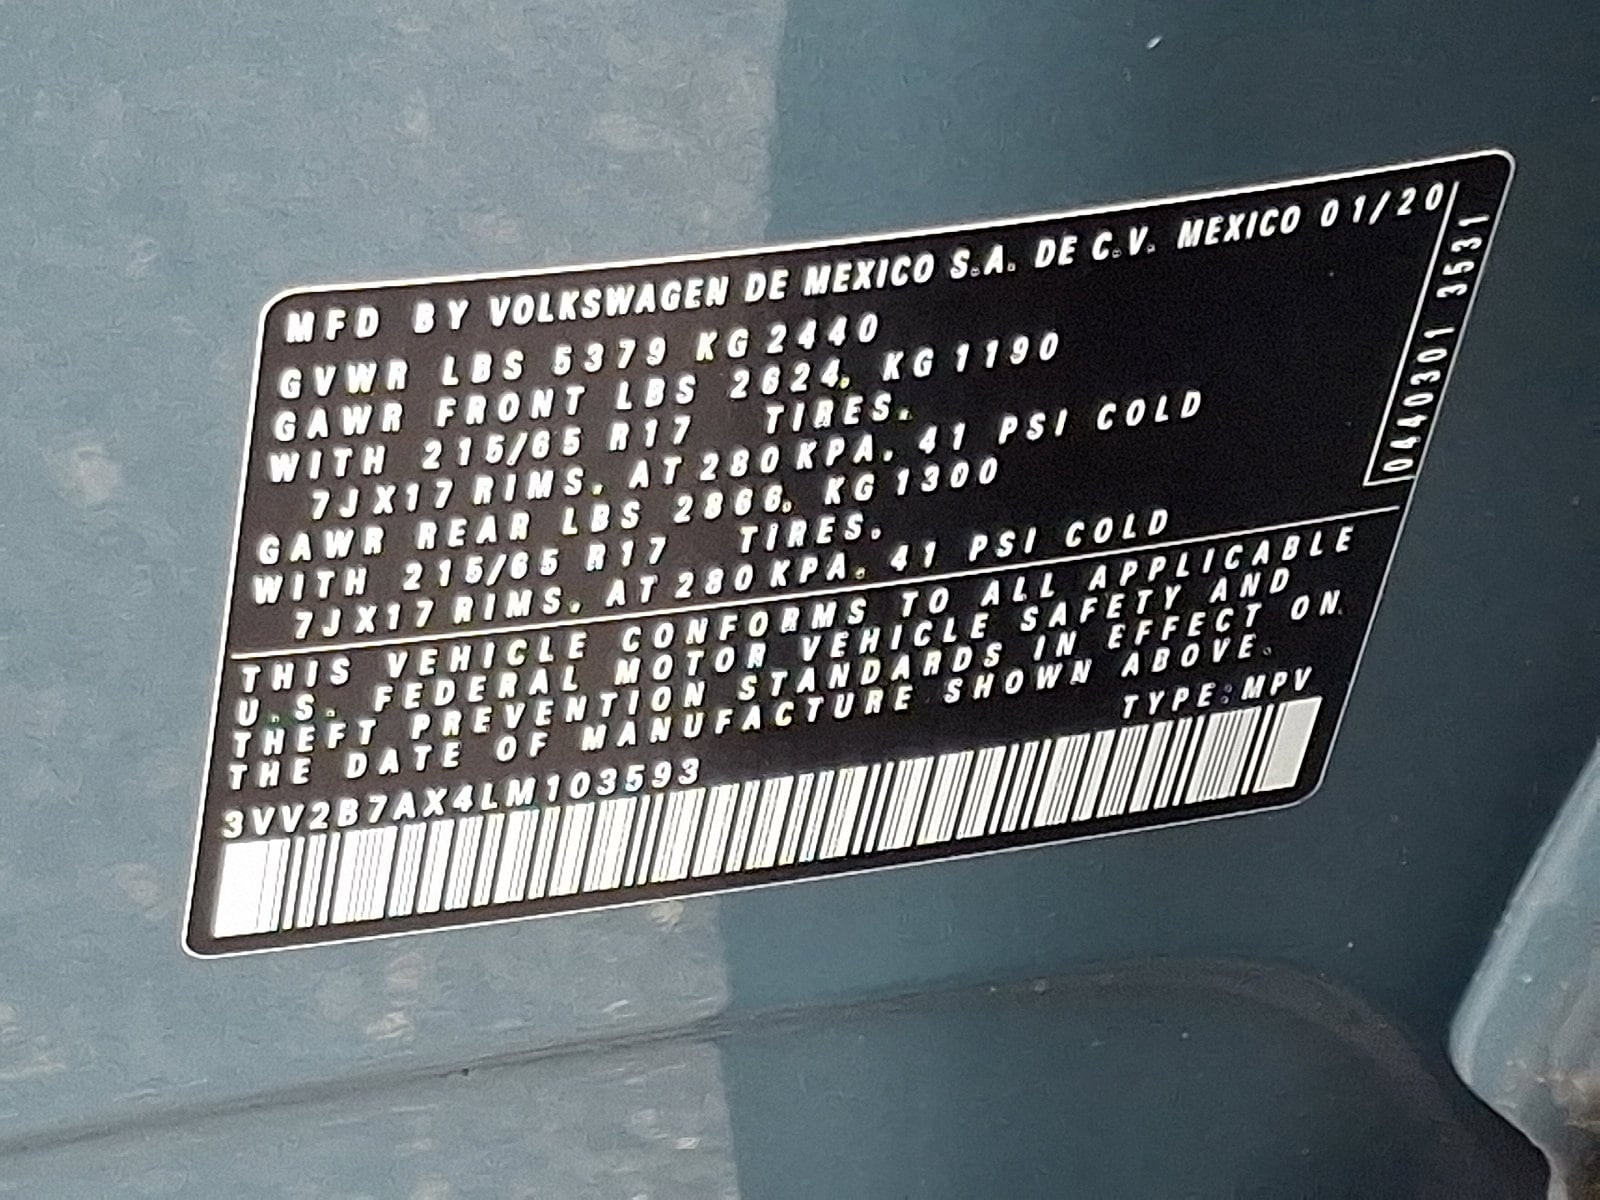 MFD BY VOLKSWAGEN DE MEXICO S.A. DE C.V. MEXICO 01/20
GVWR LBS 5379 KG 2440
GAWR FRONT LBS 2624, KG 1190
WITH 215/65 R17 TIRES,
7JX17 RIMS, AT 280 KPA, 41 PSI COLD
GAWR REAR LBS 2866, KG 1300
WITH 215/65 R17 TIRES,
7JX17 RIMS, AT 280 KPA, 41 PSI COLD
0440301 3531
THIS VEHICLE CONFORMS TO ALL APPLICABLE
U.S. FEDERAL MOTOR VEHICLE SAFETY AND
THEFT PREVENTION STANDARDS IN EFFECT ON
THE DATE OF MANUFACTURE SHOWN ABOVE.
TYPE: MPV
3VV2B7AX4LM103593